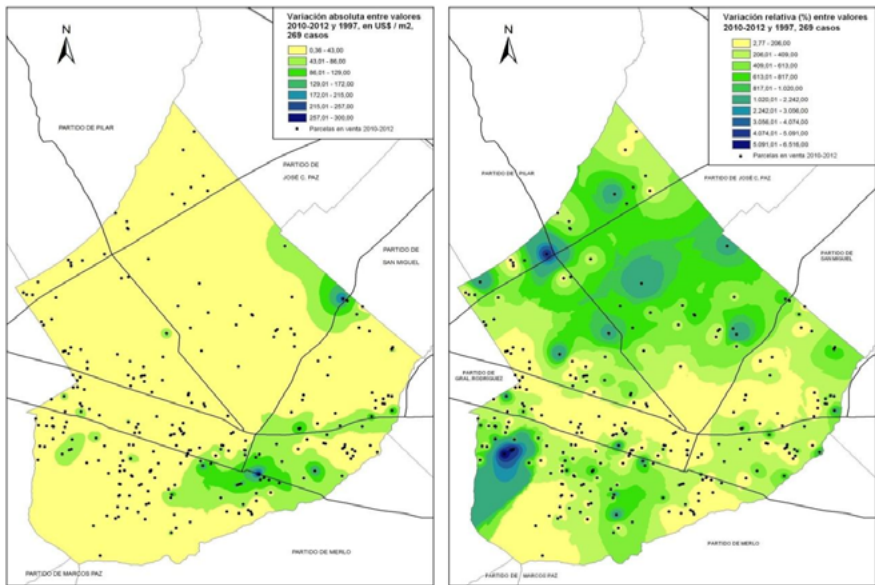 Variación absoluta entre valores
2010-2012 y 1997, en US$ / m2,
269 casos
0,36 - 43,00
43,01 - 86,00
86,01 - 129,00
129,01 - 172,00
172,01 - 215,00
215,01 - 257,00
257,01 - 300,00
Parcelas en venta 2010-2012
N
PARTIDO DE PILAR
PARTIDO DE
JOSÉ C. PAZ
PARTIDO DE
SAN MIGUEL
PARTIDO DE MERLO
PARTIDO DE MARCOS PAZ
Variación relativa (%) entre valores
2010-2012 y 1997, 269 casos
2,77 - 206,00
206,01 - 409,00
409,01 - 613,00
613,01 - 817,00
817,01 - 1.020,00
1.020,01 - 2.242,00
2.242,01 - 3.056,00
3.056,01 - 4.074,00
4.074,01 - 5.091,00
5.091,01 - 6.516,00
Parcelas en venta 2010-2012
N
PARTIDO DE PILAR
PARTIDO DE JOSÉ C. PAZ
PARTIDO DE
SAN MIGUEL
PARTIDO DE
GRAL. RODRÍGUEZ
PARTIDO DE MERLO
PARTIDO DE MARCOS PAZ